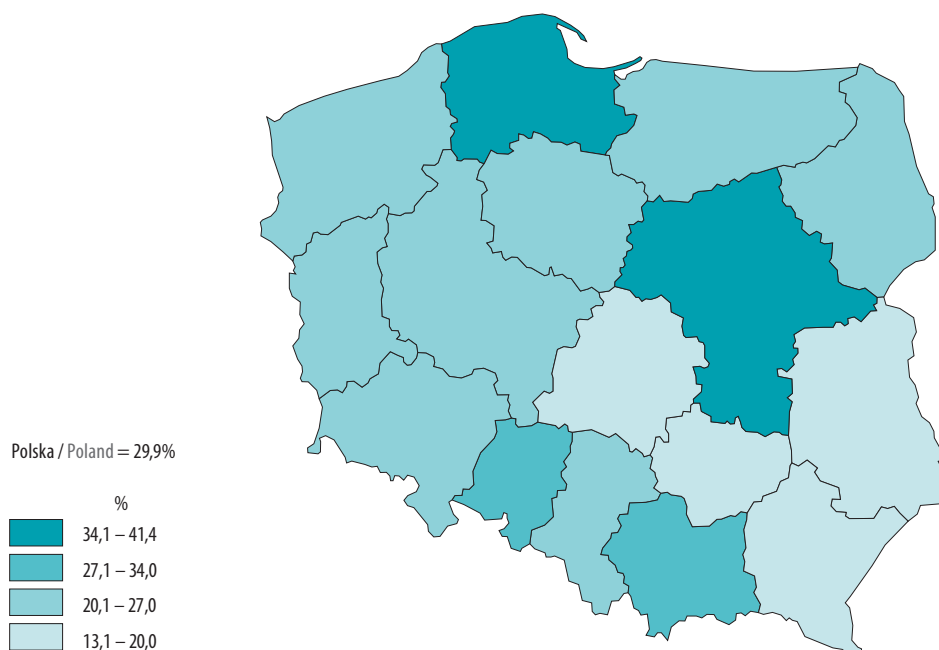 Polska / Poland = 29,9%
%
34,1 – 41,4
27,1 – 34,0
20,1 – 27,0
13,1 – 20,0